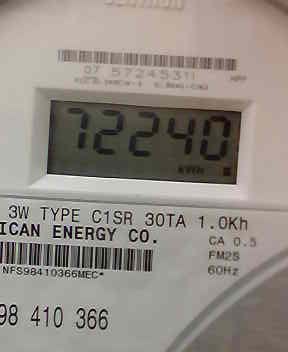 07 57245311
72240
kWH
3W TYPE C1SR 30TA 1.0Kh
ICAN ENERGY CO.
CA 0.5
FM2S
NFS98410366MEC*
60Hz
98 410 366